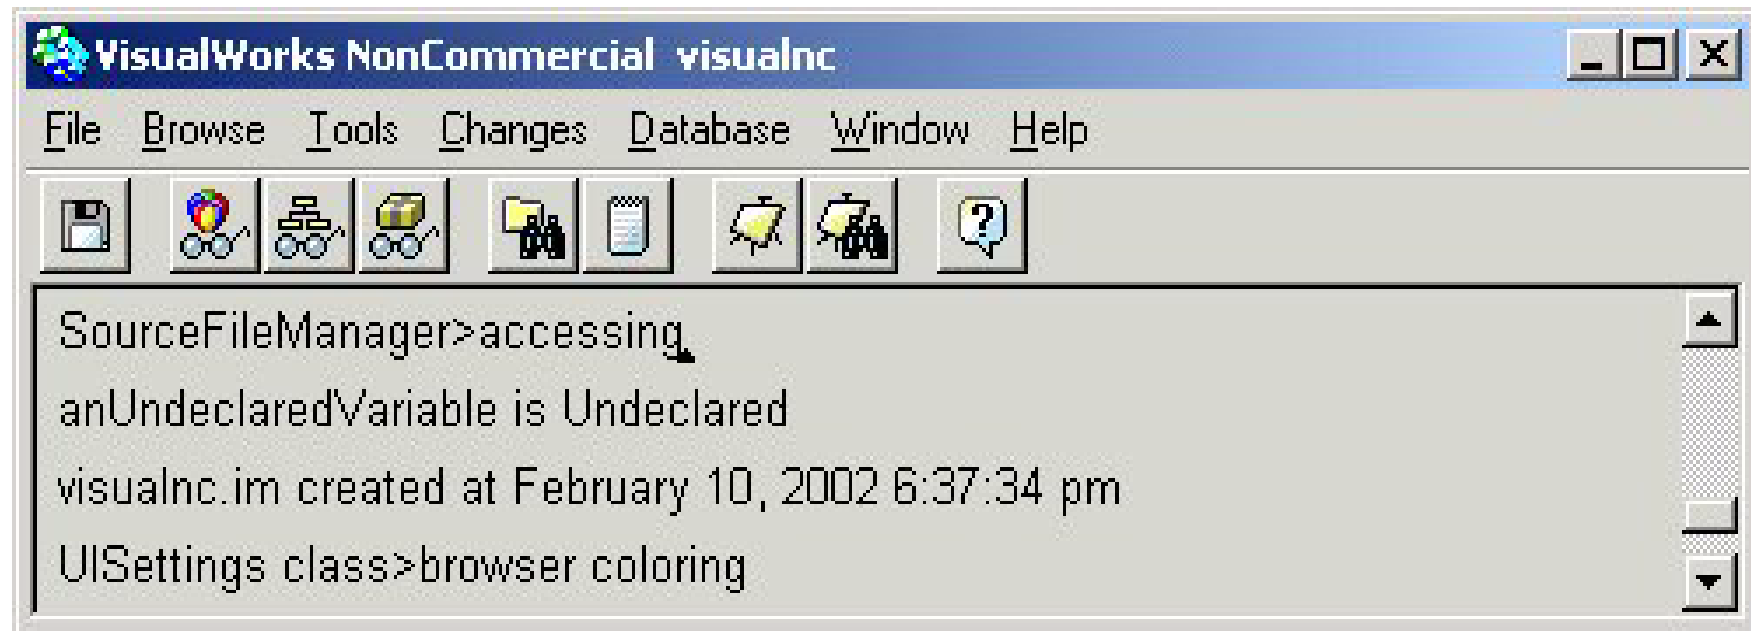 VisualWorks NonCommercial visualnc
File Browse Tools Changes Database Window Help
?
SourceFileManager>accessing
anUndeclaredVariable is Undeclared
visualnc.im created at February 10, 2002 6:37:34 pm
UISettings class>browser coloring